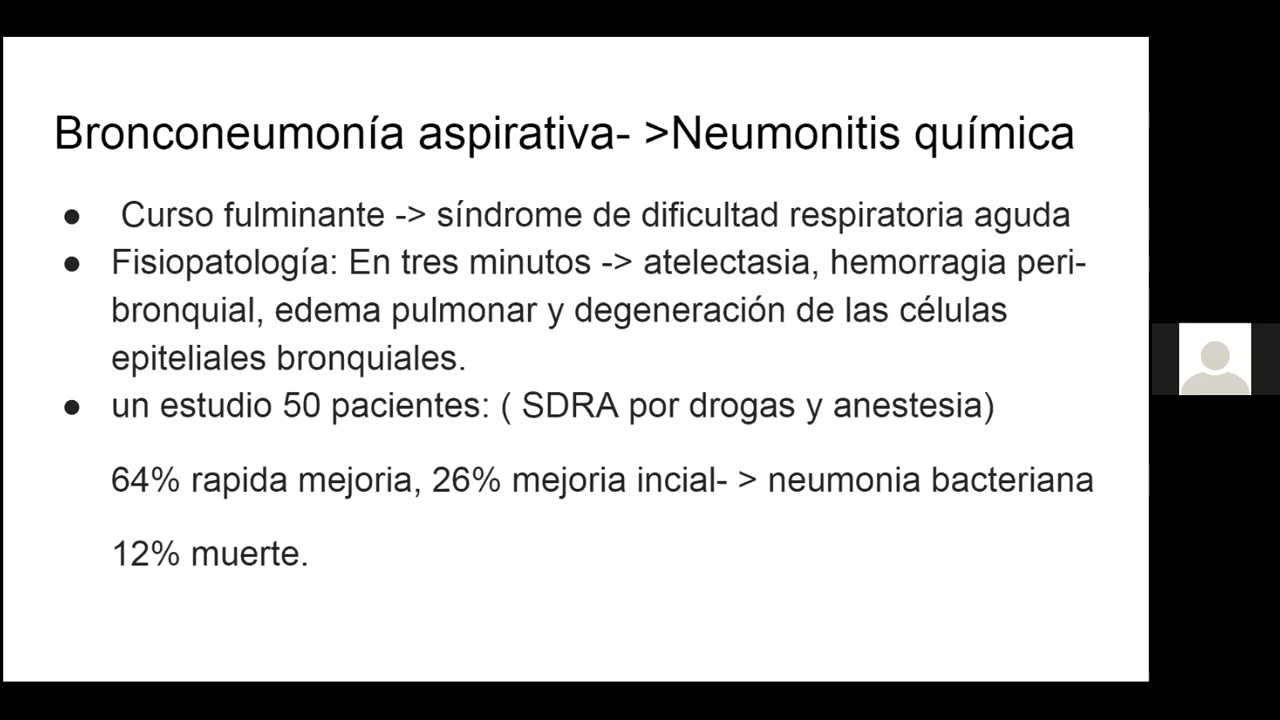 Bronconeumonía aspirativa- >Neumonitis química
● Curso fulminante -> síndrome de dificultad respiratoria aguda
● Fisiopatología: En tres minutos -> atelectasia, hemorragia peri-
bronquial, edema pulmonar y degeneración de las células
epiteliales bronquiales.
● un estudio 50 pacientes: ( SDRA por drogas y anestesia)
64% rapida mejoria, 26% mejoria incial- > neumonia bacteriana
12% muerte.